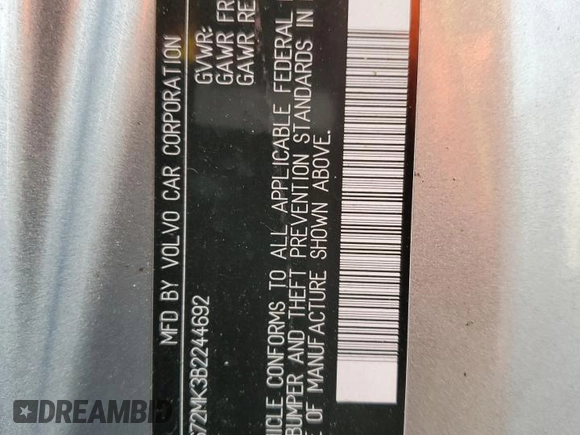 MFD BY VOLVO CAR CORPORATION
GVWR:
GAWR FR
GAWR RE
672MK3B2244692
ICLE CONFORMS TO ALL APPLICABLE FEDERAL
BUMPER AND THEFT PREVENTION STANDARDS IN
E OF MANUFACTURE SHOWN ABOVE.
DREAMBID